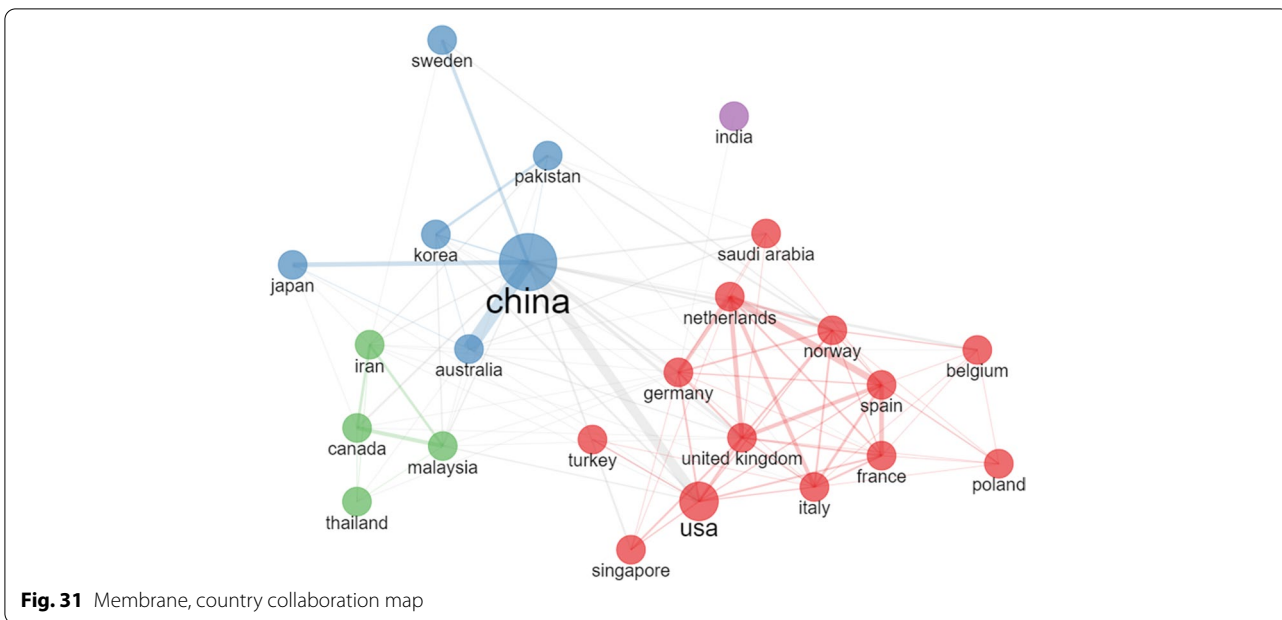 sweden
india
pakistan
korea
saudi arabia
japan
china
netherlands
norway
iran
australia
belgium
germany
spain
canada
malaysia
turkey
united kingdom
france
poland
thailand
usa
italy
singapore
Fig. 31 Membrane, country collaboration map